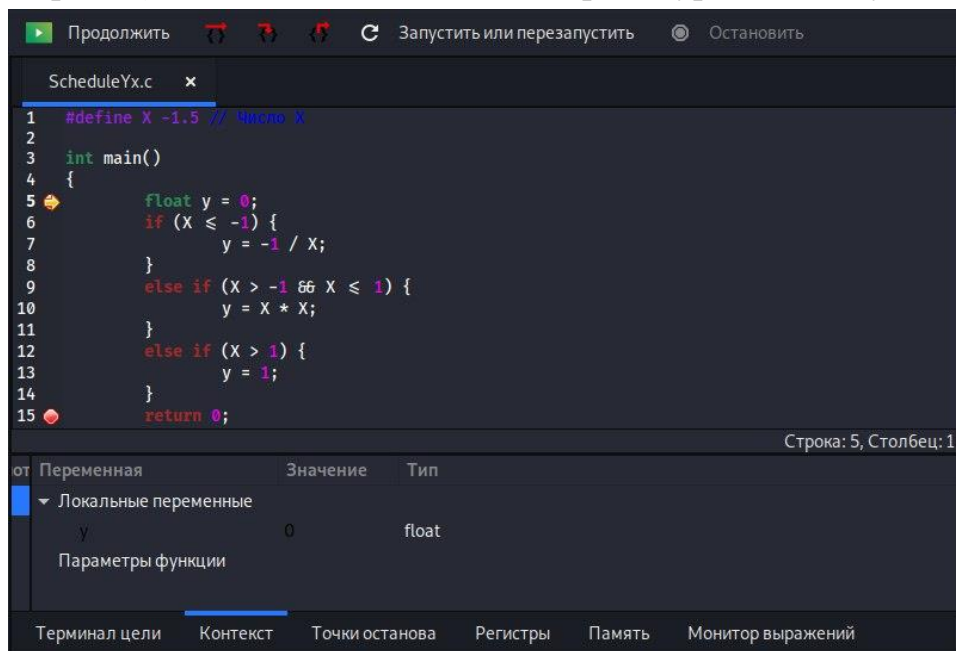 Продолжить Запустить или перезапустить Остановить
ScheduleYx.c ×
1 #define X -1.5 // Число X
2
3 int main()
4 {
5 float y = 0;
6 if (X ⩽ -1) {
7 y = -1 / X;
8 }
9 else if (X > -1 && X ⩽ 1) {
10 y = X * X;
11 }
12 else if (X > 1) {
13 y = 1;
14 }
15 return 0;
Строка: 5, Столбец: 1
от Переменная Значение Тип
Локальные переменные
y 0 float
Параметры функции
Терминал цели Контекст Точки останова Регистры Память Монитор выражений